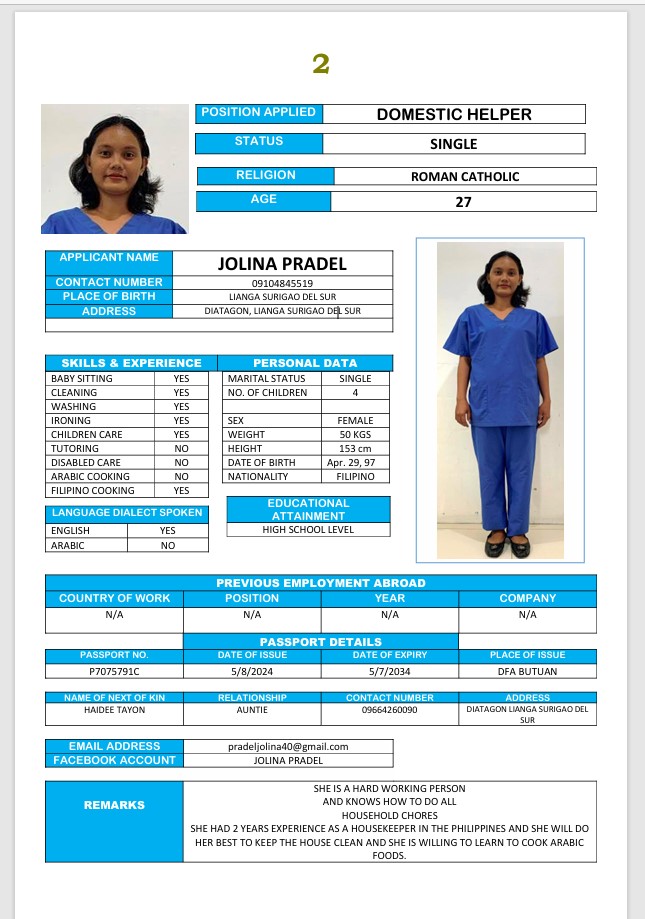 2
POSITION APPLIED DOMESTIC HELPER
STATUS SINGLE
RELIGION ROMAN CATHOLIC
AGE 27
APPLICANT NAME JOLINA PRADEL
CONTACT NUMBER 09104845519
PLACE OF BIRTH LIANGA SURIGAO DEL SUR
ADDRESS DIATAGON, LIANGA SURIGAO DEL SUR
SKILLS & EXPERIENCE
BABY SITTING YES
CLEANING YES
WASHING YES
IRONING YES
CHILDREN CARE YES
TUTORING NO
DISABLED CARE NO
ARABIC COOKING NO
FILIPINO COOKING YES
LANGUAGE DIALECT SPOKEN
ENGLISH YES
ARABIC NO
PERSONAL DATA
MARITAL STATUS SINGLE
NO. OF CHILDREN 4
SEX FEMALE
WEIGHT 50 KGS
HEIGHT 153 cm
DATE OF BIRTH Apr. 29, 97
NATIONALITY FILIPINO
EDUCATIONAL
ATTAINMENT
HIGH SCHOOL LEVEL
PREVIOUS EMPLOYMENT ABROAD
COUNTRY OF WORK POSITION YEAR COMPANY
N/A N/A N/A N/A
PASSPORT DETAILS
PASSPORT NO. DATE OF ISSUE DATE OF EXPIRY PLACE OF ISSUE
P7075791C 5/8/2024 5/7/2034 DFA BUTUAN
NAME OF NEXT OF KIN RELATIONSHIP CONTACT NUMBER ADDRESS
HAIDEE TAYON AUNTIE 09664260090 DIATAGON LIANGA SURIGAO DEL
SUR
EMAIL ADDRESS pradeljolina40@gmail.com
FACEBOOK ACCOUNT JOLINA PRADEL
REMARKS
SHE IS A HARD WORKING PERSON
AND KNOWS HOW TO DO ALL
HOUSEHOLD CHORES
SHE HAD 2 YEARS EXPERIENCE AS A HOUSEKEEPER IN THE PHILIPPINES AND SHE WILL DO
HER BEST TO KEEP THE HOUSE CLEAN AND SHE IS WILLING TO LEARN TO COOK ARABIC
FOODS.